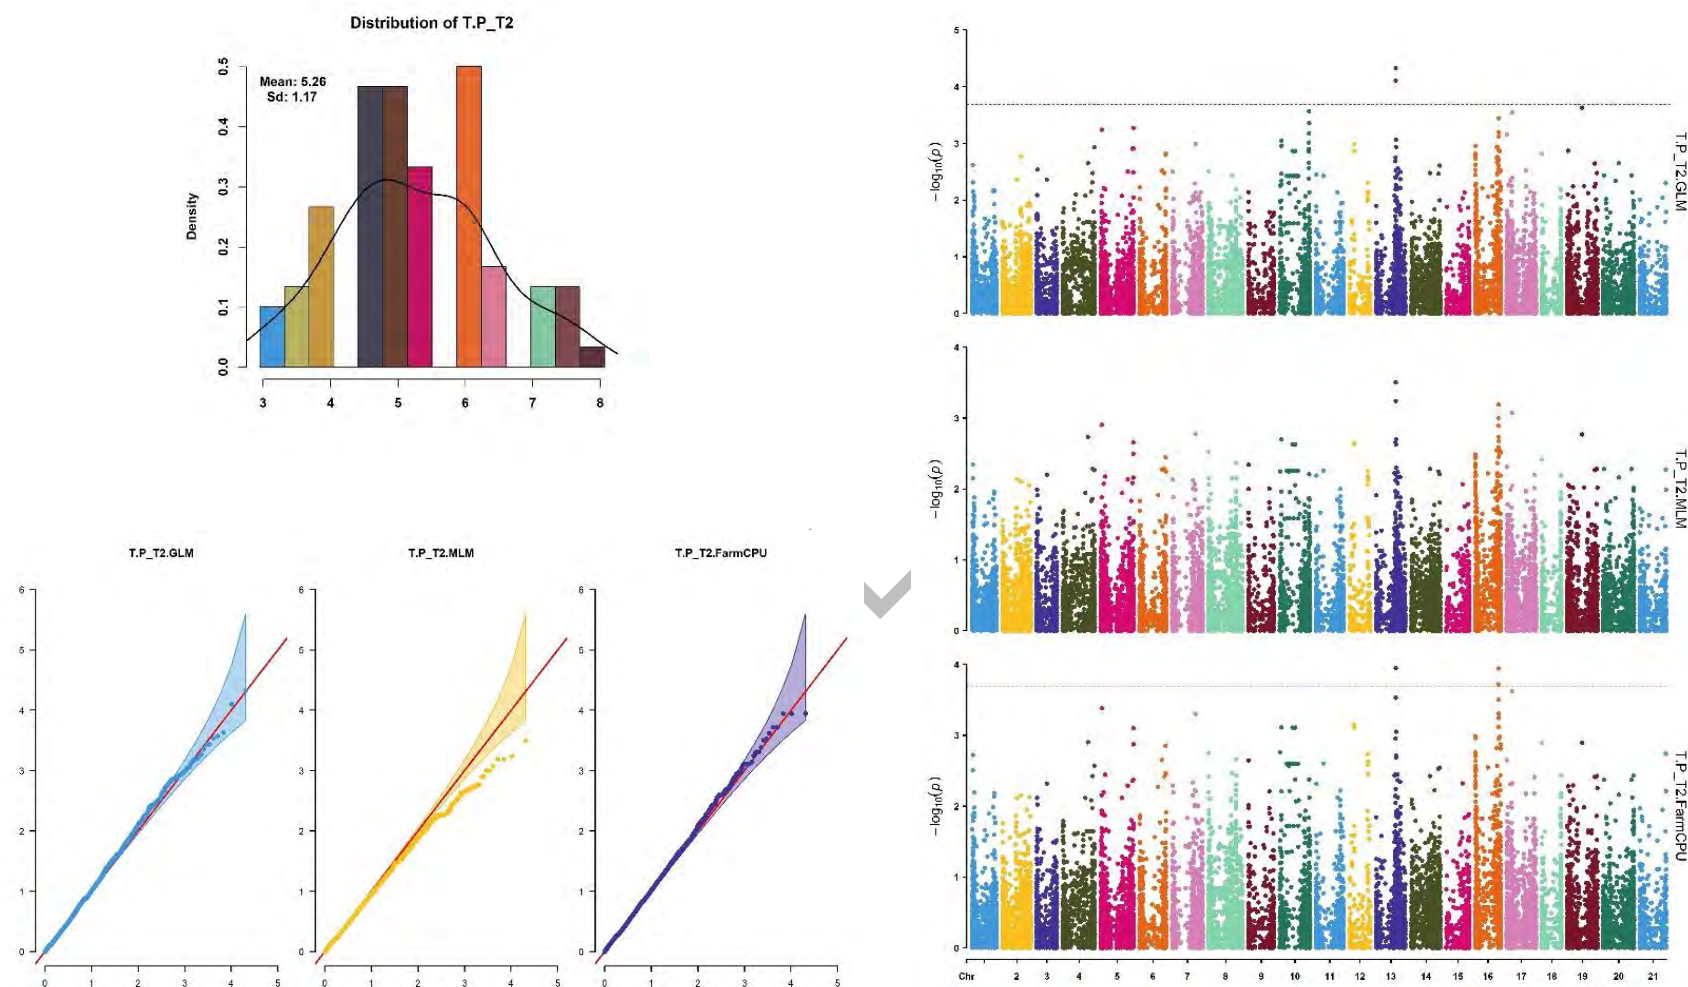 Distribution of T.P_T2
Mean: 5.26
Sd: 1.17
Density
0.0
0.1
0.2
0.3
0.4
0.5
3 4 5 6 7 8
T.P_T2.GLM
6
5
4
3
2
1
0
0 1 2 3 4 5
T.P_T2.MLM
6
5
4
3
2
1
0
0 1 2 3 4 5
T.P_T2.FarmCPU
6
5
4
3
2
1
0
0 1 2 3 4 5
5
4
3
2
1
0
−log10(p)
T.P_T2.GLM
4
3
2
1
0
−log10(p)
T.P_T2.MLM
4
3
2
1
0
−log10(p)
T.P_T2.FarmCPU
Chr 2 3 4 5 6 7 8 9 10 11 12 13 14 15 16 17 18 19 20 21